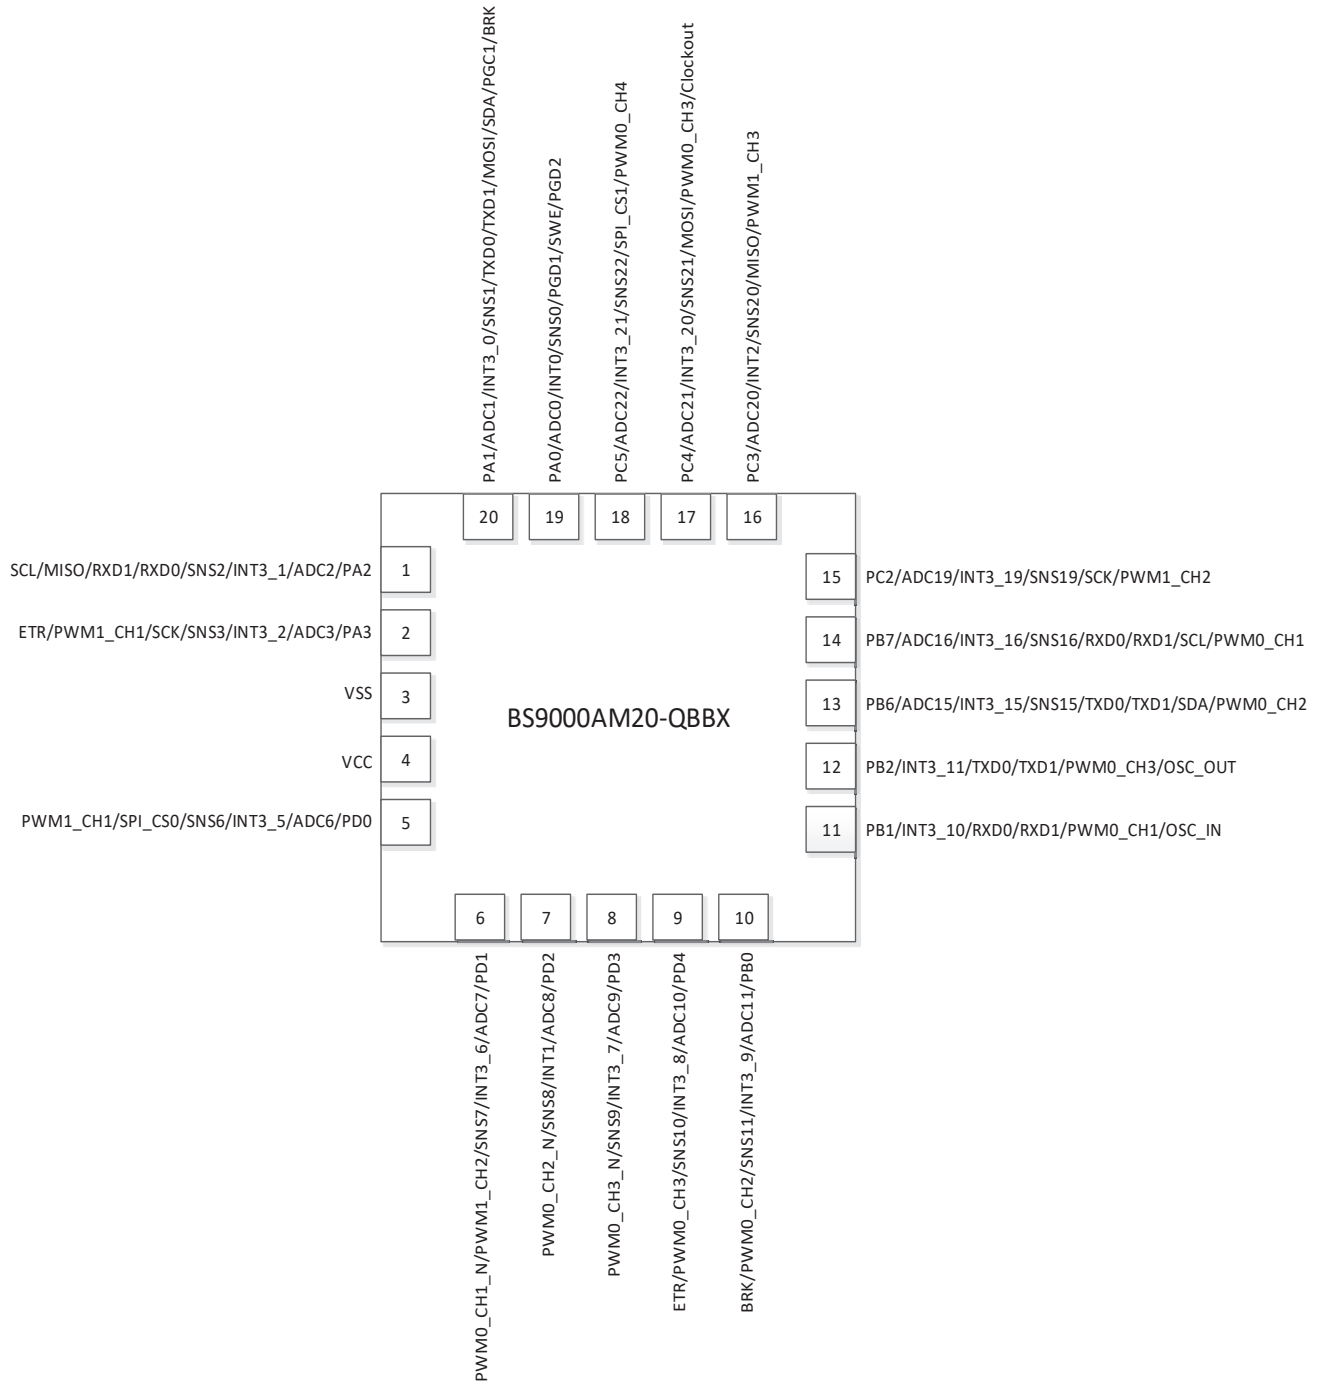 PA1/ADC1/INT3_0/SNS1/TXD0/TXD1/MOSI/SDA/PGC1/BRK
PA0/ADC0/INT0/SNS0/PGD1/SWE/PGD2
PC5/ADC22/INT3_21/SNS22/SPI_CS1/PWM0_CH4
PC4/ADC21/INT3_20/SNS21/MOSI/PWM0_CH3/Clockout
PC3/ADC20/INT2/SNS20/MISO/PWM1_CH3
20
19
18
17
16
SCL/MISO/RXD1/RXD0/SNS2/INT3_1/ADC2/PA2
1
ETR/PWM1_CH1/SCK/SNS3/INT3_2/ADC3/PA3
2
VSS
3
VCC
4
PWM1_CH1/SPI_CS0/SNS6/INT3_5/ADC6/PD0
5
BS9000AM20-QBBX
15
PC2/ADC19/INT3_19/SNS19/SCK/PWM1_CH2
14
PB7/ADC16/INT3_16/SNS16/RXD0/RXD1/SCL/PWM0_CH1
13
PB6/ADC15/INT3_15/SNS15/TXD0/TXD1/SDA/PWM0_CH2
12
PB2/INT3_11/TXD0/TXD1/PWM0_CH3/OSC_OUT
11
PB1/INT3_10/RXD0/RXD1/PWM0_CH1/OSC_IN
6
7
8
9
10
PWM0_CH1_N/PWM1_CH2/SNS7/INT3_6/ADC7/PD1
PWM0_CH2_N/SNS8/INT1/ADC8/PD2
PWM0_CH3_N/SNS9/INT3_7/ADC9/PD3
ETR/PWM0_CH3/SNS10/INT3_8/ADC10/PD4
BRK/PWM0_CH2/SNS11/INT3_9/ADC11/PB0